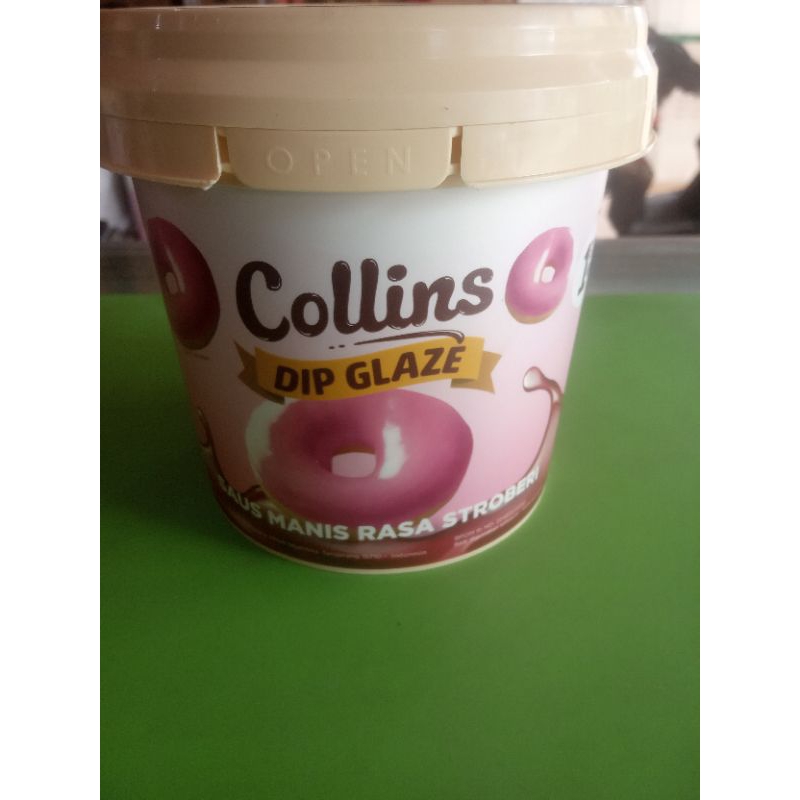 OPEN
Collins
DIP GLAZE
SAUS MANIS RASA STROBERI